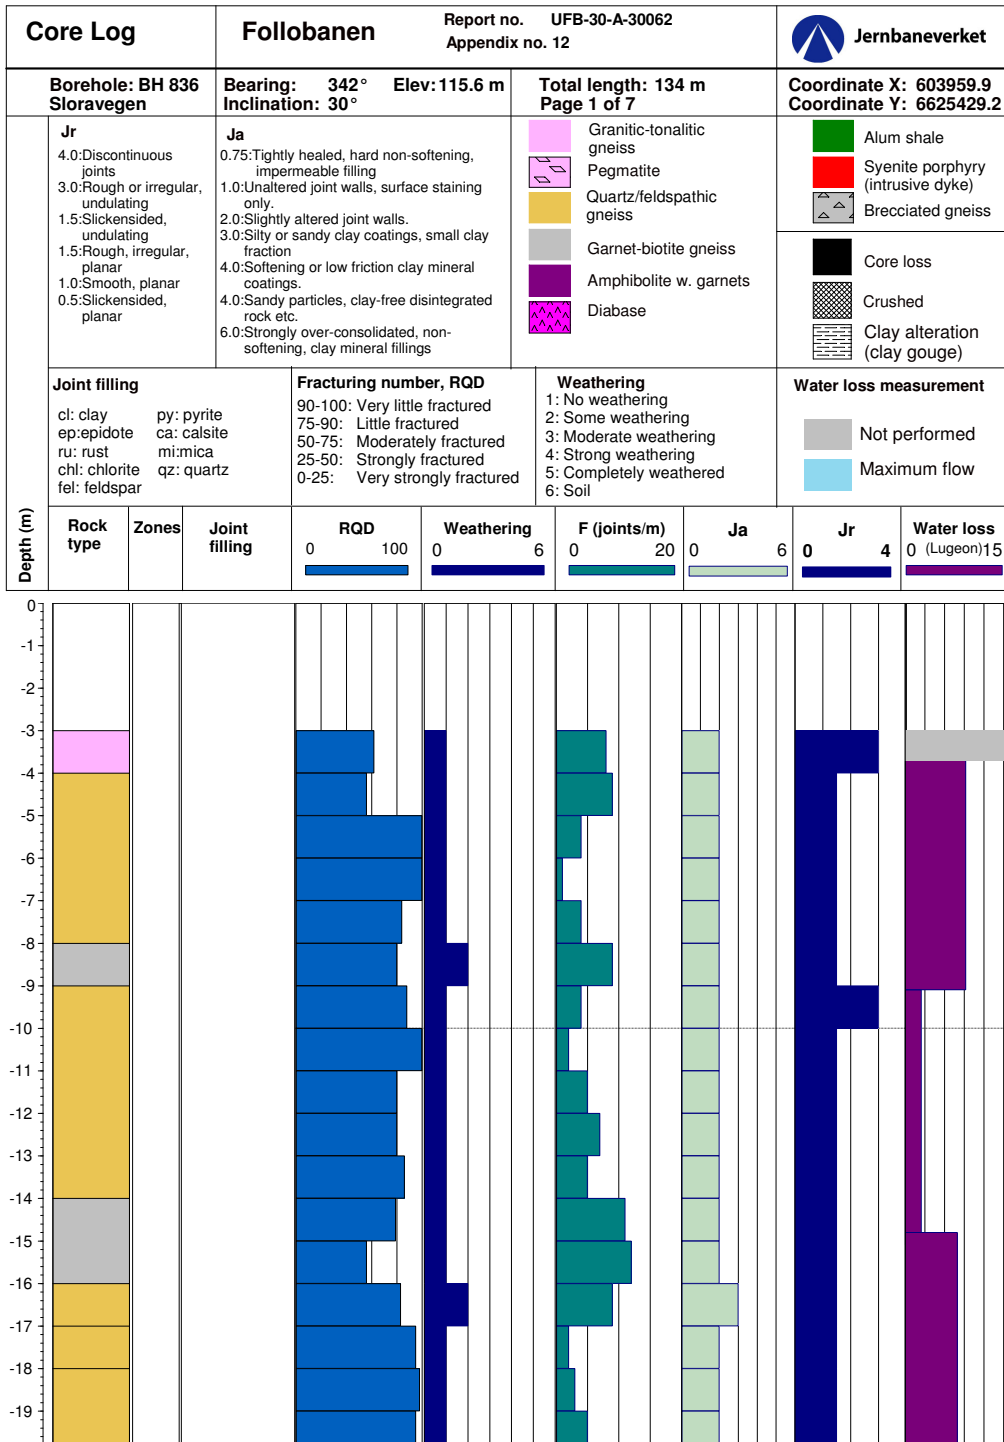 Core Log
Follobanen
Report no. UFB-30-A-30062
Appendix no. 12
Jernbaneverket
Borehole: BH 836
Sloravegen
Bearing: 342° Elev: 115.6 m
Inclination: 30°
Total length: 134 m
Page 1 of 7
Coordinate X: 603959.9
Coordinate Y: 6625429.2
Jr
4.0:Discontinuous
joints
3.0:Rough or irregular,
undulating
1.5:Slickensided,
undulating
1.5:Rough, irregular,
planar
1.0:Smooth, planar
0.5:Slickensided,
planar
Ja
0.75:Tightly healed, hard non-softening,
impermeable filling
1.0:Unaltered joint walls, surface staining
only.
2.0:Slightly altered joint walls.
3.0:Silty or sandy clay coatings, small clay
fraction
4.0:Softening or low friction clay mineral
coatings.
4.0:Sandy particles, clay-free disintegrated
rock etc.
6.0:Strongly over-consolidated, non-
softening, clay mineral fillings
Granitic-tonalitic
gneiss
Pegmatite
Quartz/feldspathic
gneiss
Garnet-biotite gneiss
Amphibolite w. garnets
Diabase
Alum shale
Syenite porphyry
(intrusive dyke)
Brecciated gneiss
Core loss
Crushed
Clay alteration
(clay gouge)
Joint filling
cl: clay py: pyrite
ep:epidote ca: calsite
ru: rust mi:mica
chl: chlorite qz: quartz
fel: feldspar
Fracturing number, RQD
90-100: Very little fractured
75-90: Little fractured
50-75: Moderately fractured
25-50: Strongly fractured
0-25: Very strongly fractured
Weathering
1: No weathering
2: Some weathering
3: Moderate weathering
4: Strong weathering
5: Completely weathered
6: Soil
Water loss measurement
Not performed
Maximum flow
Depth (m)
Rock
type
Zones
Joint
filling
RQD
0 100
Weathering
0 6
F (joints/m)
0 20
Ja
0 6
Jr
0 4
Water loss
0 (Lugeon) 15
0
-1
-2
-3
-4
-5
-6
-7
-8
-9
-10
-11
-12
-13
-14
-15
-16
-17
-18
-19